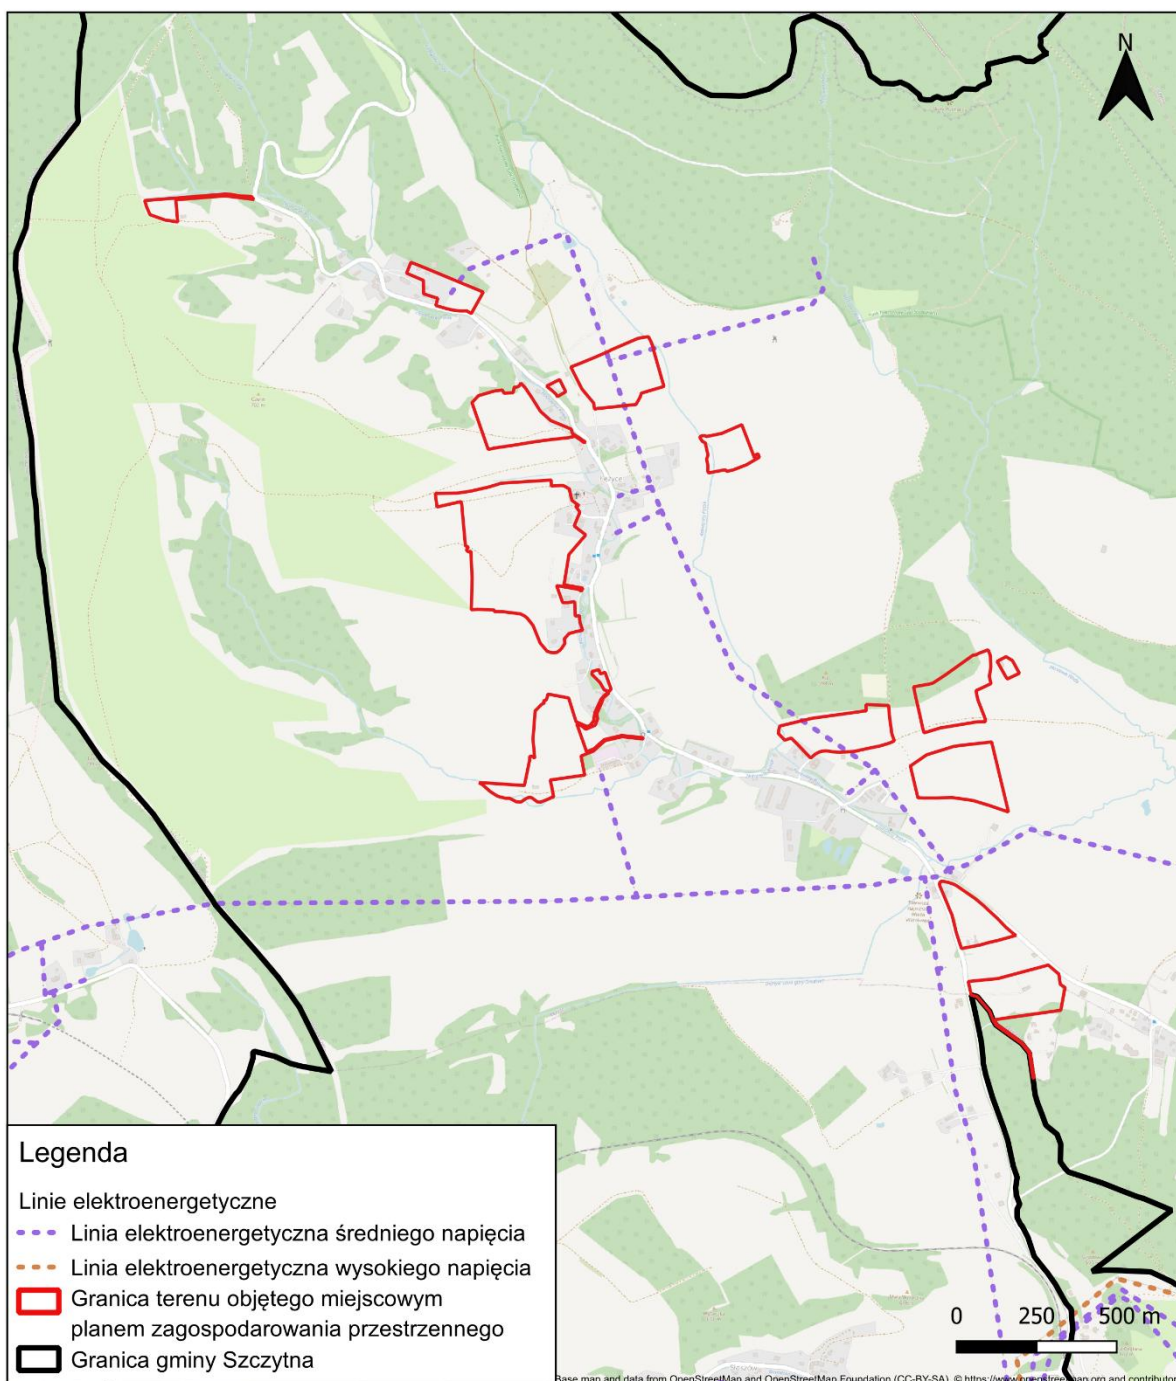 N
Łężyce
Legenda
Linie elektroenergetyczne
Linia elektroenergetyczna średniego napięcia
Linia elektroenergetyczna wysokiego napięcia
Granica terenu objętego miejscowym
planem zagospodarowania przestrzennego
Granica gminy Szczytna
0 250 500 m
Base map and data from OpenStreetMap and OpenStreetMap Foundation (CC-BY-SA). © https://www.openstreetmap.org and contributor